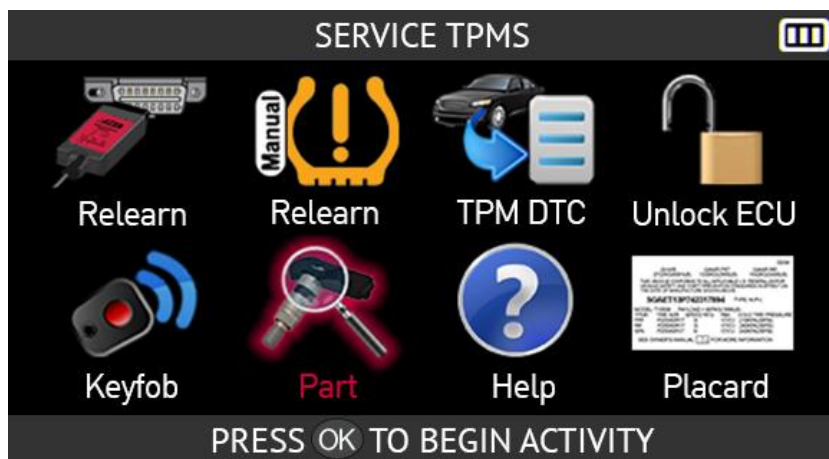 SERVICE TPMS
Manual
Relearn
Relearn
TPM DTC
Unlock ECU
Keyfob
Part
Help
Placard
PRESS OK TO BEGIN ACTIVITY